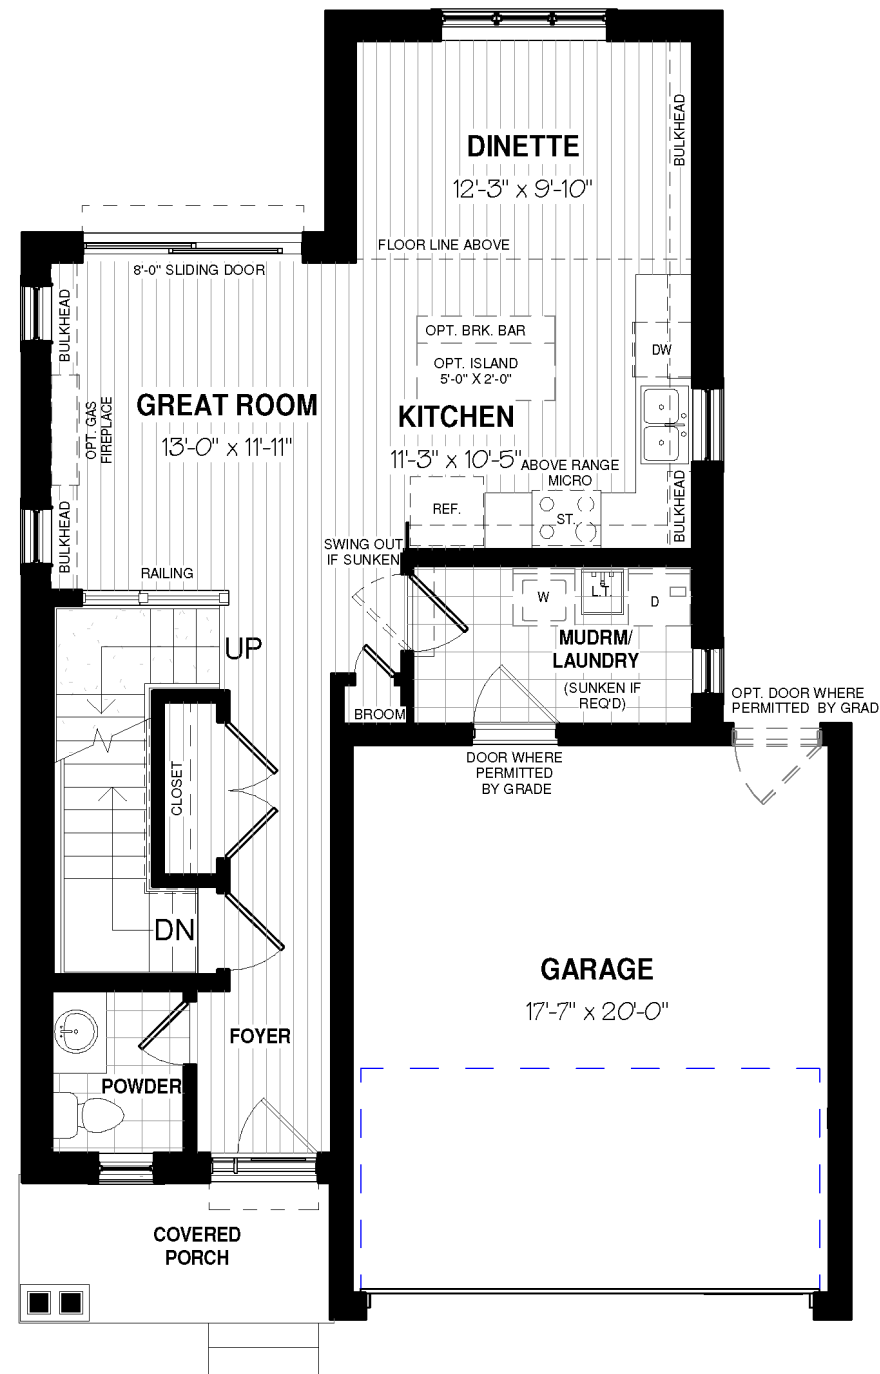 BULKHEAD
DINETTE
12'-3" x 9'-10"
FLOOR LINE ABOVE
8'-0" SLIDING DOOR
BULKHEAD
OPT. BRK. BAR
OPT. ISLAND
5'-0" X 2'-0"
DW
GREAT ROOM
13'-0" x 11'-11"
OPT. GAS
FIREPLACE
KITCHEN
11'-3" x 10'-5"
ABOVE RANGE
MICRO
REF.
ST.
BULKHEAD
BULKHEAD
SWING OUT
IF SUNKEN
RAILING
W
L.T.
D
UP
MUDRM/
LAUNDRY
(SUNKEN IF
REQ'D)
BROOM
OPT. DOOR WHERE
PERMITTED BY GRAD
DOOR WHERE
PERMITTED
BY GRADE
CLOSET
DN
GARAGE
17'-7" x 20'-0"
FOYER
POWDER
COVERED
PORCH